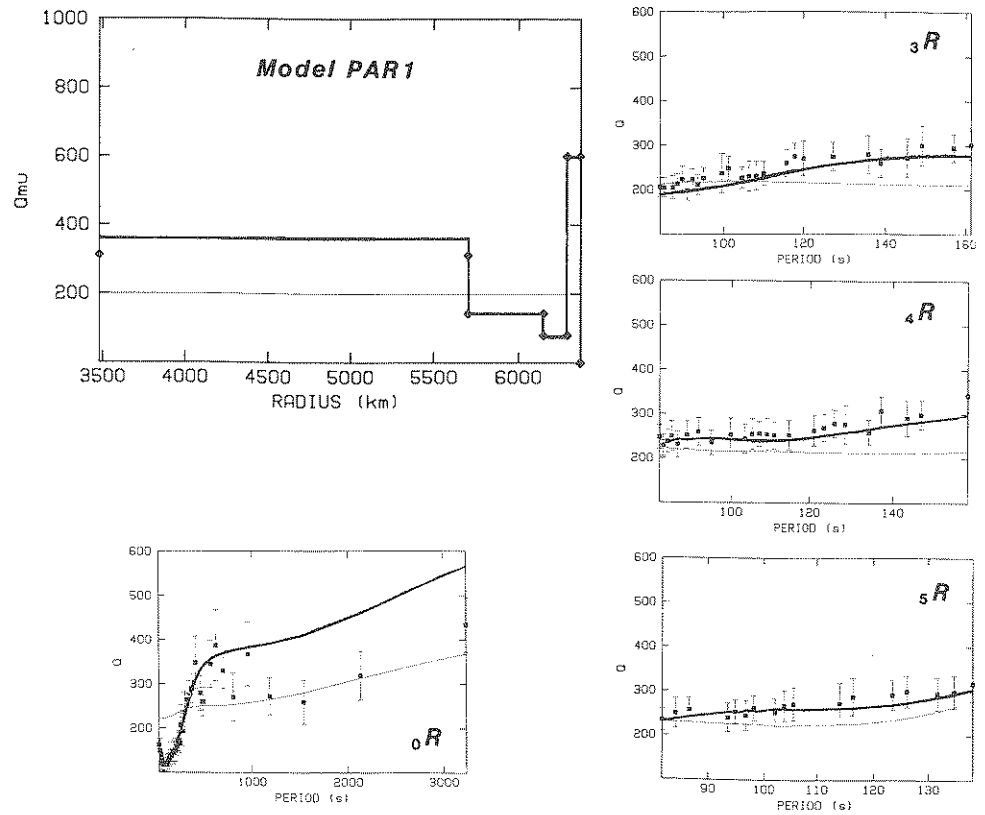 1000
800
600
400
200
Qmu
Model PAR1
3500 4000 4500 5000 5500 6000
RADIUS (km)
600
500
400
300
200
Q
3R
100 120 140 160
PERIOD (s)
600
500
400
300
200
Q
4R
100 120 140
PERIOD (s)
600
500
400
300
200
Q
0R
1000 2000 3000
PERIOD (s)
600
500
400
300
200
Q
5R
90 100 110 120 130
PERIOD (s)